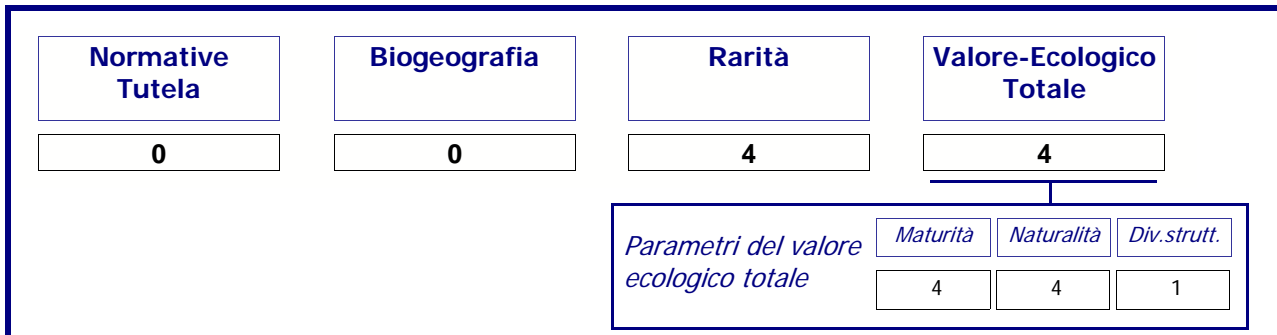 Normative
Tutela
Biogeografia
Rarità
Valore-Ecologico
Totale
0
0
4
4
Parametri del valore
ecologico totale
Maturità
Naturalità
Div.strutt.
4
4
1